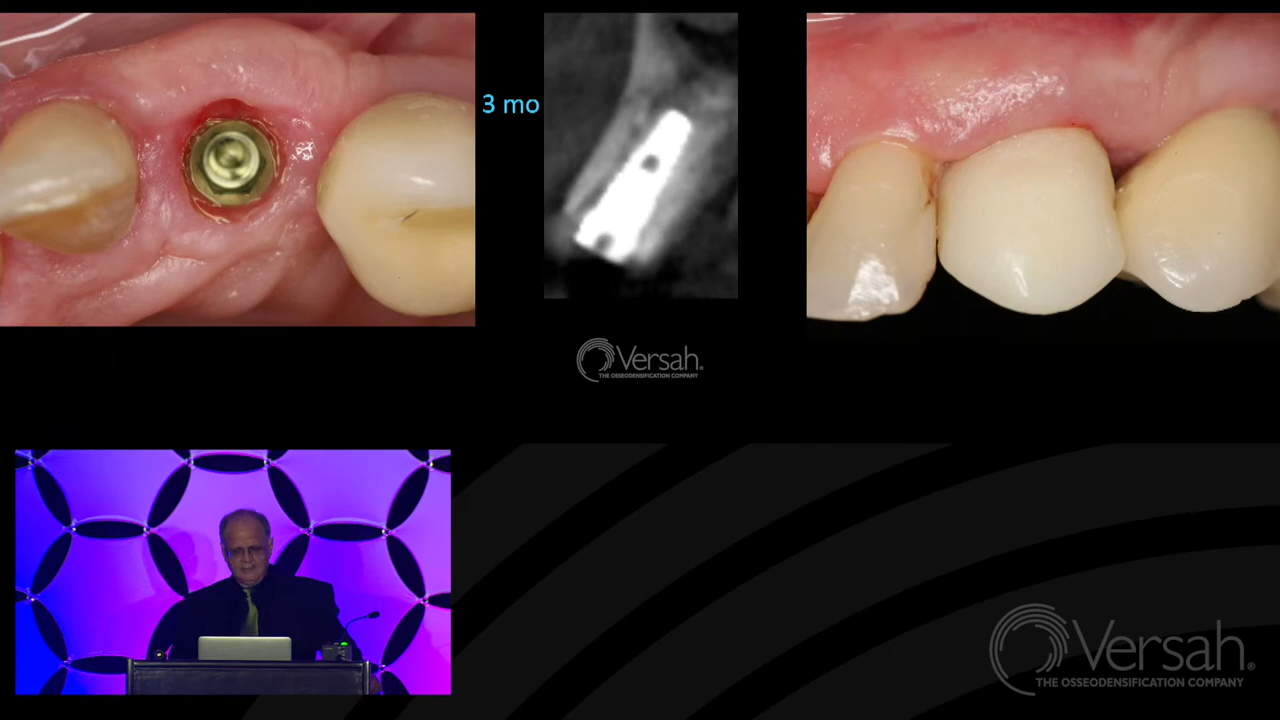 3 mo
Versah.
THE OSSEODENSIFICATION COMPANY
Versah®
THE OSSEODENSIFICATION COMPANY